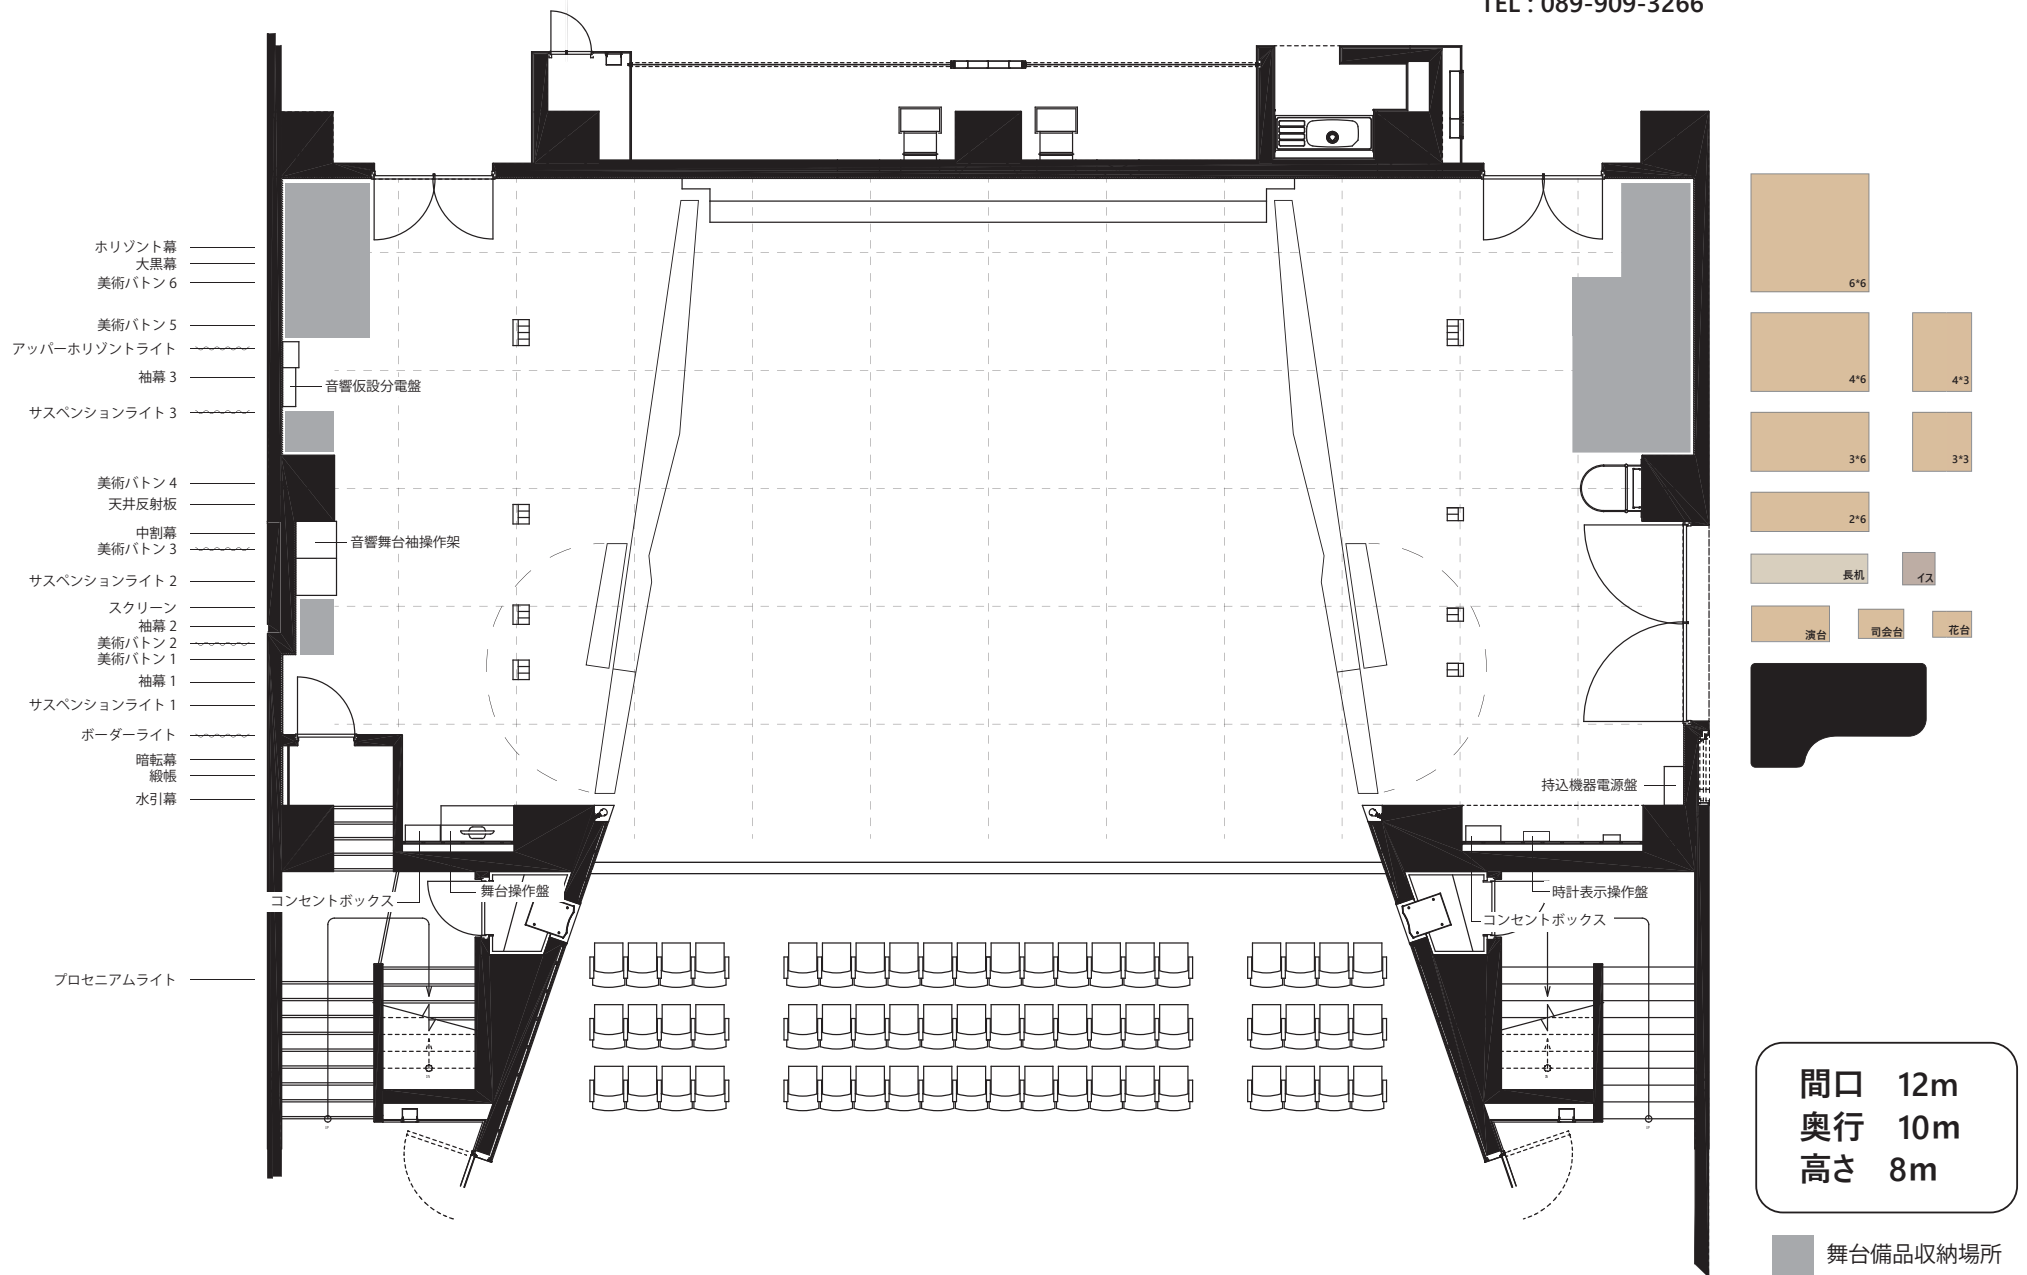 TEL : 089-909-3266
ホリゾント幕
大黒幕
美術バトン 6
美術バトン 5
アッパーホリゾントライト
袖幕 3
サスペンションライト 3
美術バトン 4
天井反射板
中割幕
美術バトン 3
サスペンションライト 2
スクリーン
袖幕 2
美術バトン 2
美術バトン 1
袖幕 1
サスペンションライト 1
ボーダーライト
暗転幕
緞帳
水引幕
プロセニアムライト
音響仮設分電盤
音響舞台袖操作架
コンセントボックス
舞台操作盤
持込機器電源盤
時計表示操作盤
コンセントボックス
6*6
4*6
4*3
3*6
3*3
2*6
長机
イス
演台
司会台
花台
間口 12m
奥行 10m
高さ 8m
舞台備品収納場所